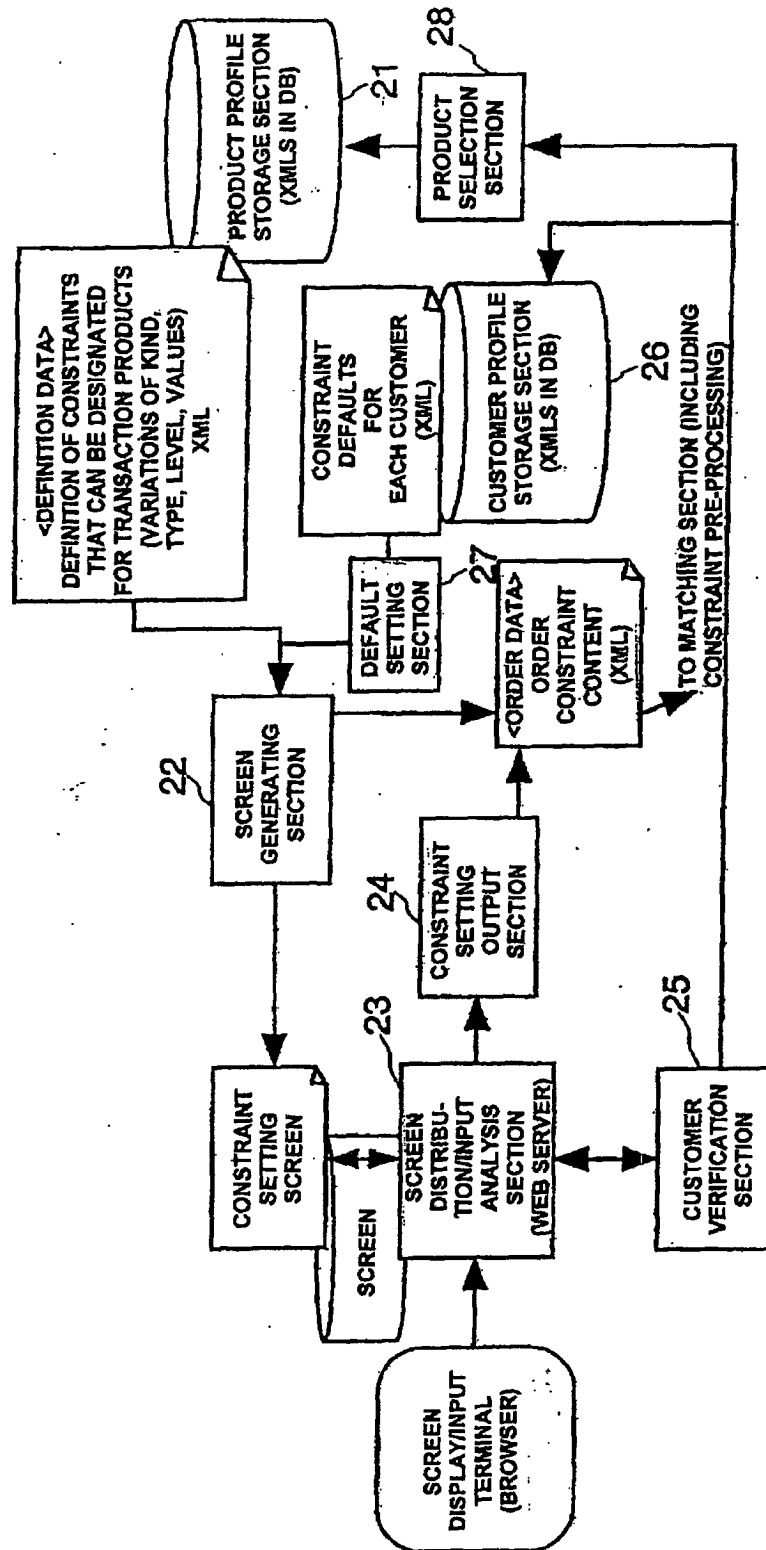 <DEFINITION DATA>
DEFINITION OF CONSTRAINTS
THAT CAN BE DESIGNATED
FOR TRANSACTION PRODUCTS
(VARIATIONS OF KIND,
TYPE, LEVEL, VALUES)
XML
PRODUCT PROFILE
STORAGE SECTION
(XMLS IN DB)
21
CONSTRAINT
SETTING
SCREEN
22
SCREEN
GENERATING
SECTION
DEFAULT
SETTING
SECTION
27
CONSTRAINT
DEFAULTS
FOR
EACH CUSTOMER
(XML)
CUSTOMER PROFILE
STORAGE SECTION
(XMLS IN DB)
26
PRODUCT
SELECTION
SECTION
28
SCREEN
SCREEN
DISPLAY/INPUT
TERMINAL
(BROWSER)
23
SCREEN
DISTRIBU-
TION/INPUT
ANALYSIS
SECTION
(WEB SERVER)
24
CONSTRAINT
SETTING
OUTPUT
SECTION
<ORDER DATA>
ORDER
CONSTRAINT
CONTENT
(XML)
TO MATCHING SECTION (INCLUDING
CONSTRAINT PRE-PROCESSING)
25
CUSTOMER
VERIFICATION
SECTION